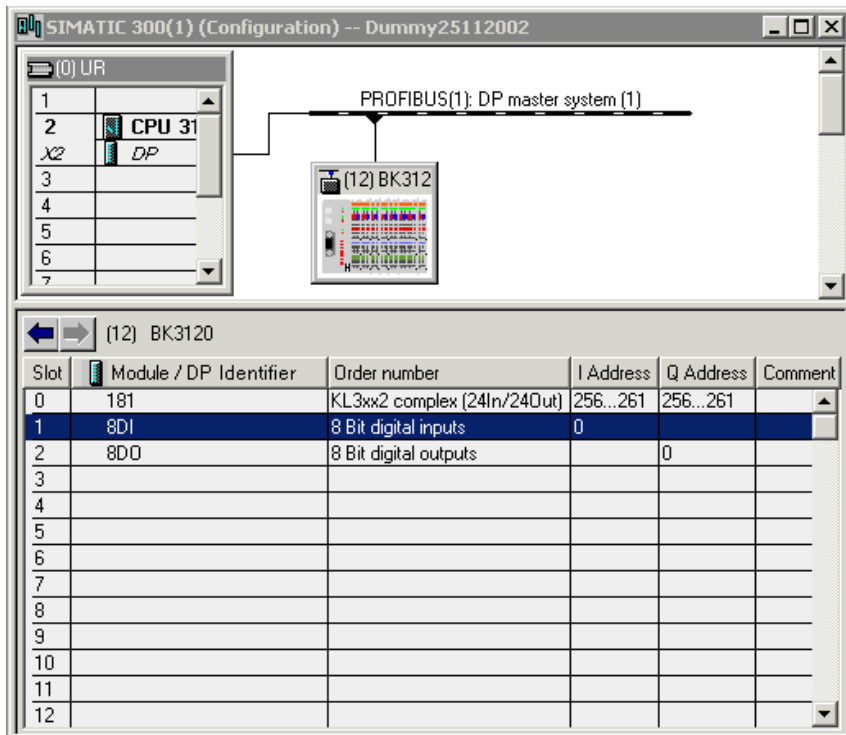 SIMATIC 300(1) (Configuration) -- Dummy25112002
(0) UR
1
2 CPU 31
X2 DP
3
4
5
6
7
PROFIBUS(1): DP master system (1)
(12) BK312
(12) BK3120
Slot Module / DP Identifier Order number I Address Q Address Comment
0 181 KL3xx2 complex (24In/24Out) 256...261 256...261
1 8DI 8 Bit digital inputs 0
2 8DO 8 Bit digital outputs 0
3
4
5
6
7
8
9
10
11
12